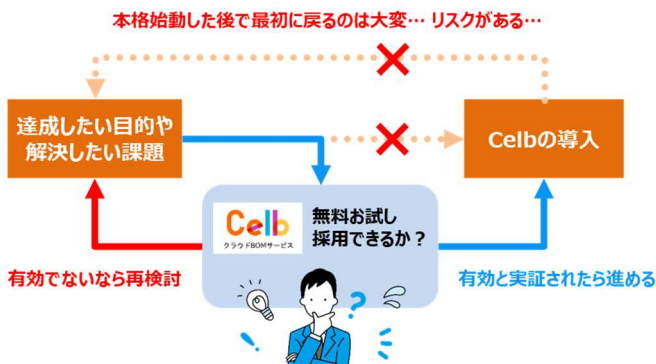 本格始動した後で最初に戻るのは大変… リスクがある…
達成したい目的や
解決したい課題
Celbの導入
Celb
クラウドBOMサービス
無料お試し
採用できるか？
有効でないなら再検討
有効と実証されたら進める